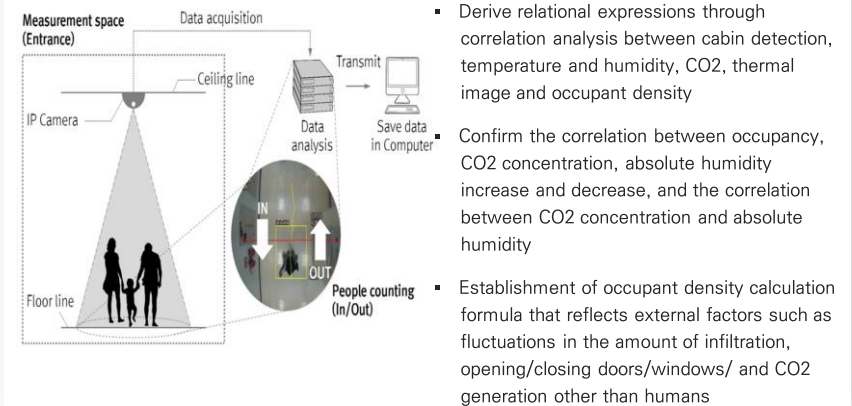 Measurement space
(Entrance)
Data acquisition
Ceiling line
IP Camera
Floor line
Transmit
Data
analysis
Save data
in Computer
IN
OUT
People counting
(In/Out)
▪ Derive relational expressions through
correlation analysis between cabin detection,
temperature and humidity, CO2, thermal
image and occupant density
▪ Confirm the correlation between occupancy,
CO2 concentration, absolute humidity
increase and decrease, and the correlation
between CO2 concentration and absolute
humidity
▪ Establishment of occupant density calculation
formula that reflects external factors such as
fluctuations in the amount of infiltration,
opening/closing doors/windows/ and CO2
generation other than humans